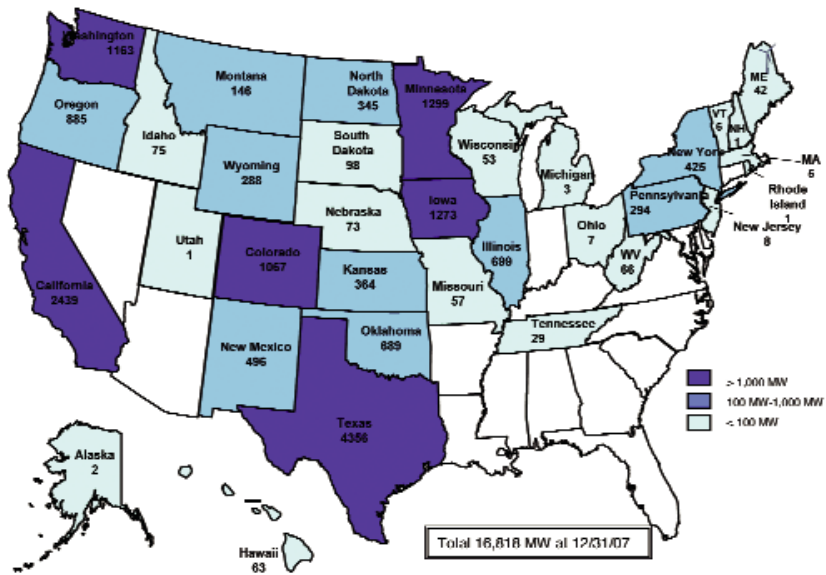 Washington
1163
Oregon
885
California
2439
Idaho
75
Montana
146
Wyoming
288
Utah
1
Colorado
1067
New Mexico
496
North
Dakota
345
South
Dakota
98
Nebraska
73
Kansas
364
Oklahoma
689
Texas
4356
Minnesota
1299
Iowa
1273
Missouri
57
Wisconsin
53
Illinois
699
Michigan
3
Ohio
7
WV
66
Tennessee
29
Pennsylvania
294
New York
425
VT
6
NH
1
ME
42
MA
5
Rhode
Island
1
New Jersey
8
Alaska
2
Hawaii
63
> 1,000 MW
100 MW-1,000 MW
< 100 MW
Total 16,818 MW at 12/31/07